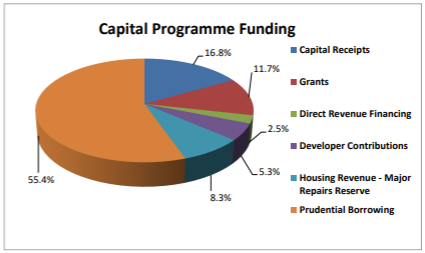 Capital Programme Funding
16.8%
11.7%
2.5%
5.3%
8.3%
55.4%
Capital Receipts
Grants
Direct Revenue Financing
Developer Contributions
Housing Revenue - Major
Repairs Reserve
Prudential Borrowing